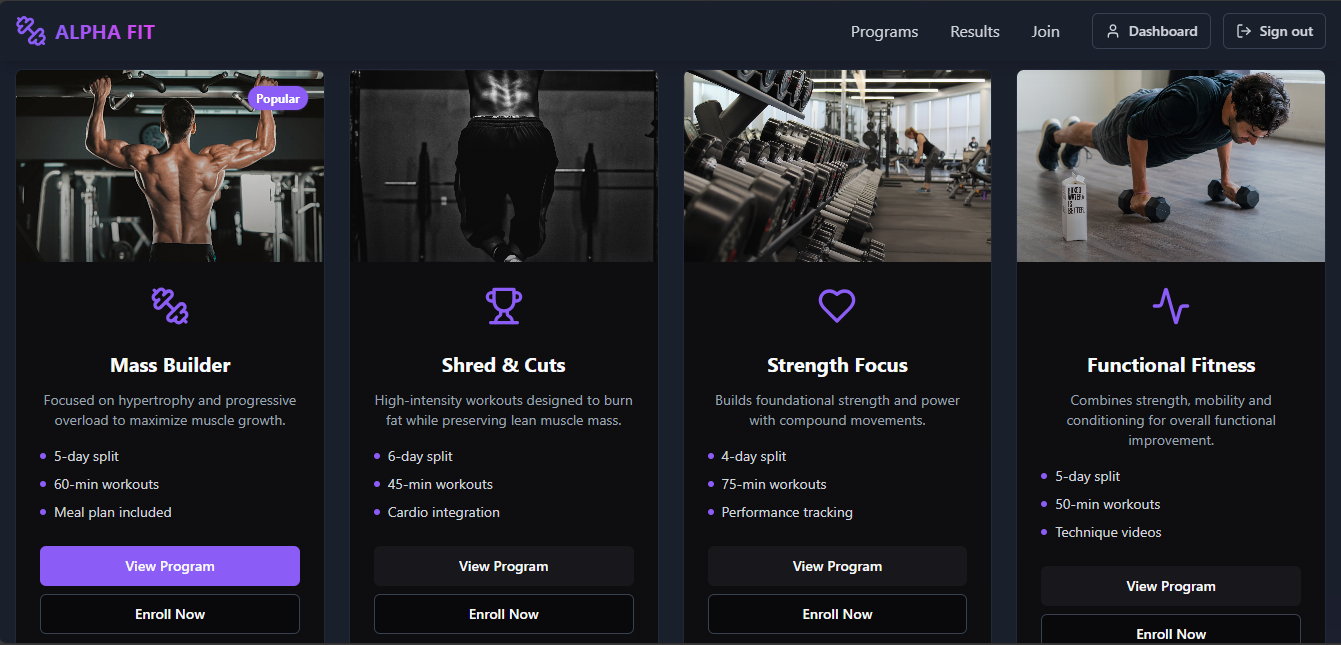 ALPHA FIT
Programs
Results
Join
Dashboard
Sign out
Popular
Mass Builder
Focused on hypertrophy and progressive
overload to maximize muscle growth.
5-day split
60-min workouts
Meal plan included
View Program
Enroll Now
Shred & Cuts
High-intensity workouts designed to burn
fat while preserving lean muscle mass.
6-day split
45-min workouts
Cardio integration
View Program
Enroll Now
Strength Focus
Builds foundational strength and power
with compound movements.
4-day split
75-min workouts
Performance tracking
View Program
Enroll Now
BOXED
WATER
IS
BETTER.
Functional Fitness
Combines strength, mobility and
conditioning for overall functional
improvement.
5-day split
50-min workouts
Technique videos
View Program
Enroll Now